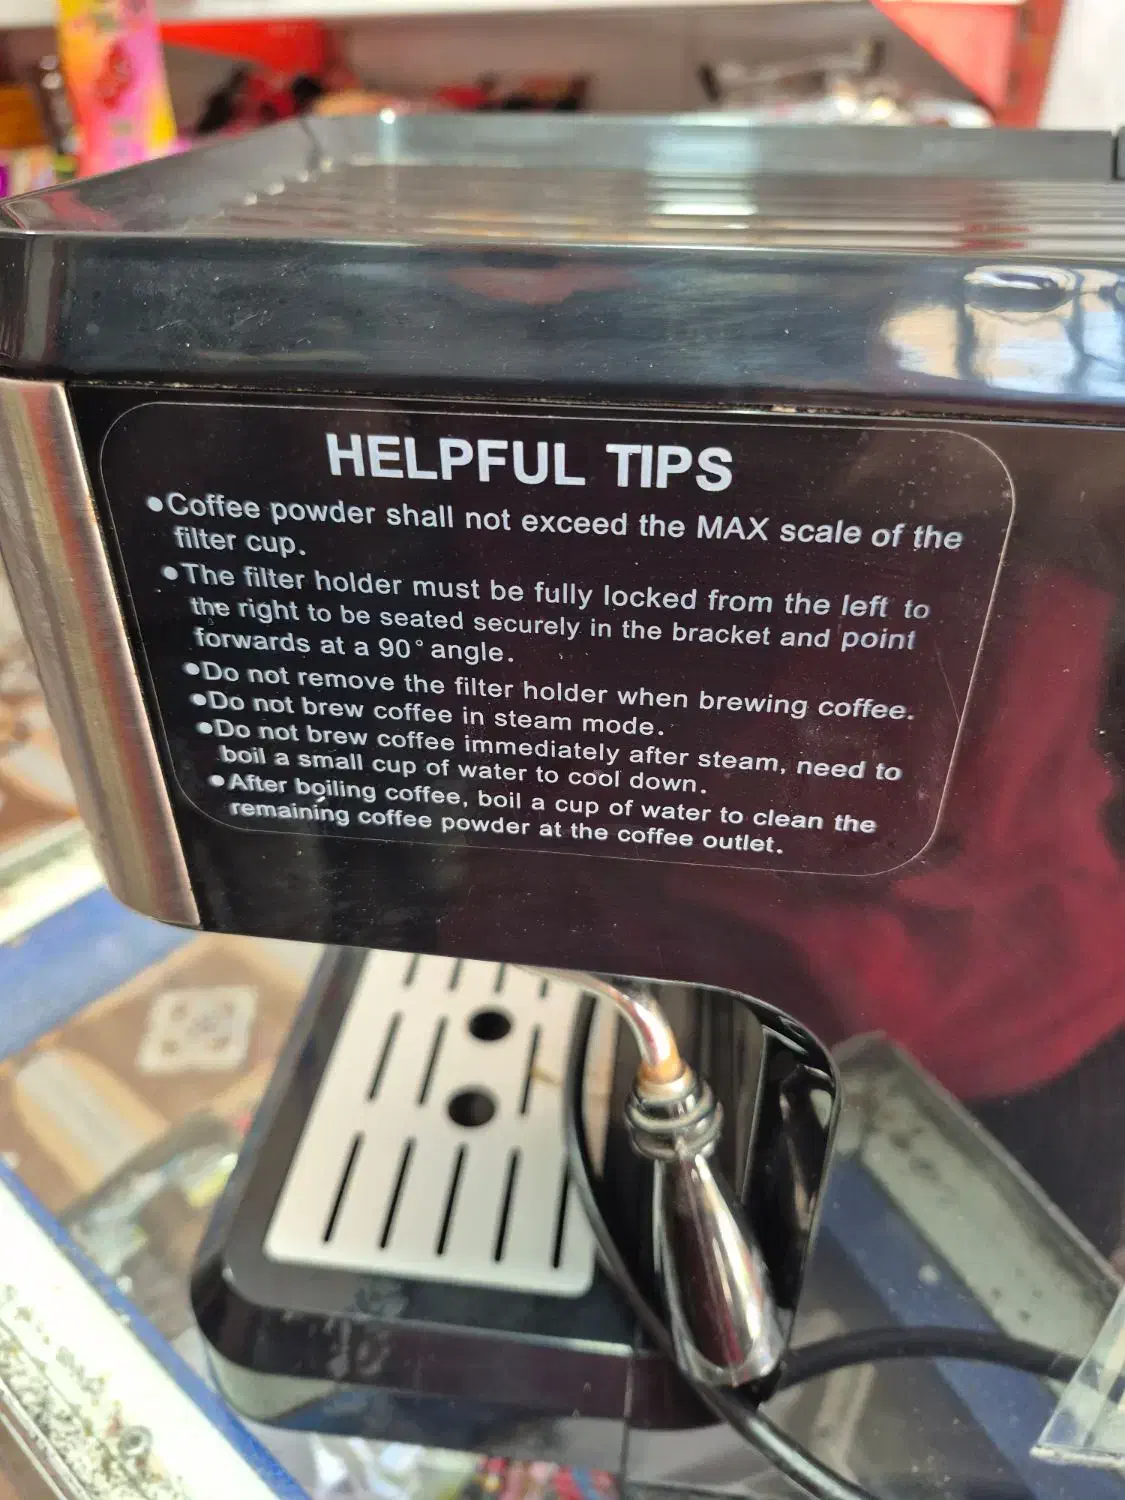 HELPFUL TIPS
●Coffee powder shall not exceed the MAX scale of the
filter cup.
●The filter holder must be fully locked from the left to
the right to be seated securely in the bracket and point
forwards at a 90° angle.
●Do not remove the filter holder when brewing coffee.
●Do not brew coffee in steam mode.
●Do not brew coffee immediately after steam, need to
boil a small cup of water to cool down.
●After boiling coffee, boil a cup of water to clean the
remaining coffee powder at the coffee outlet.